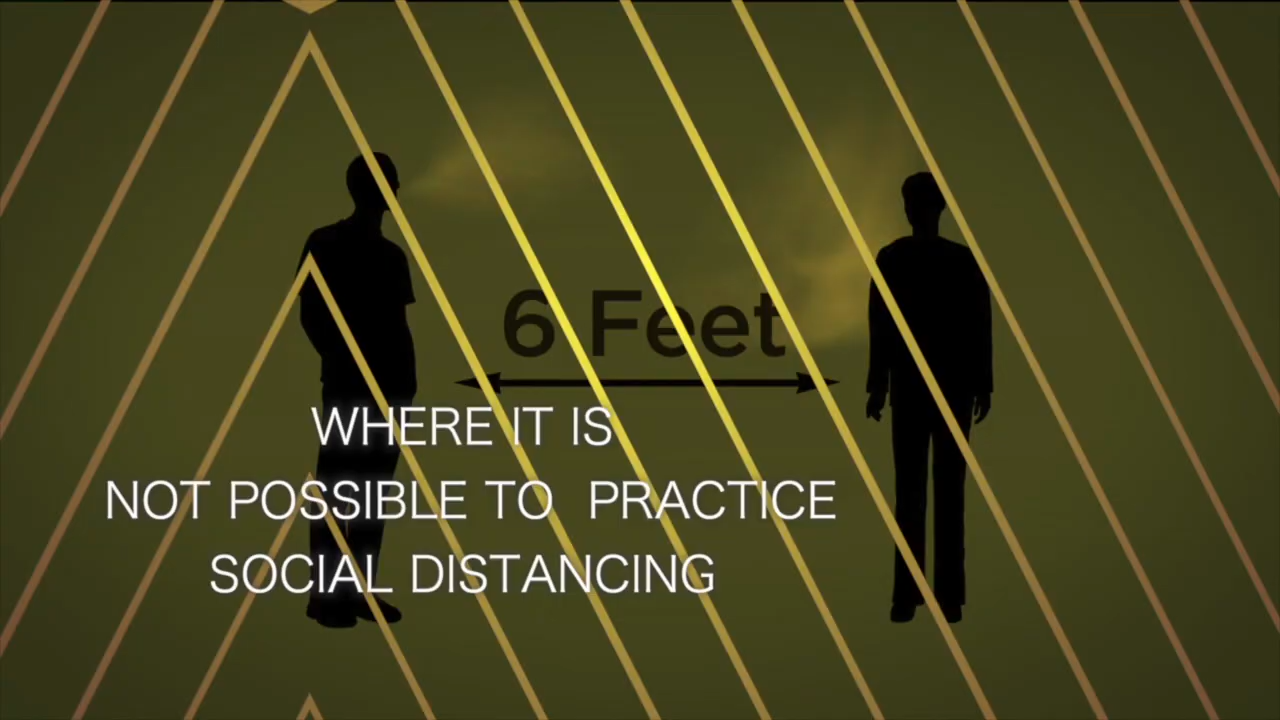 6 Feet
WHERE IT IS
NOT POSSIBLE TO  PRACTICE
SOCIAL DISTANCING